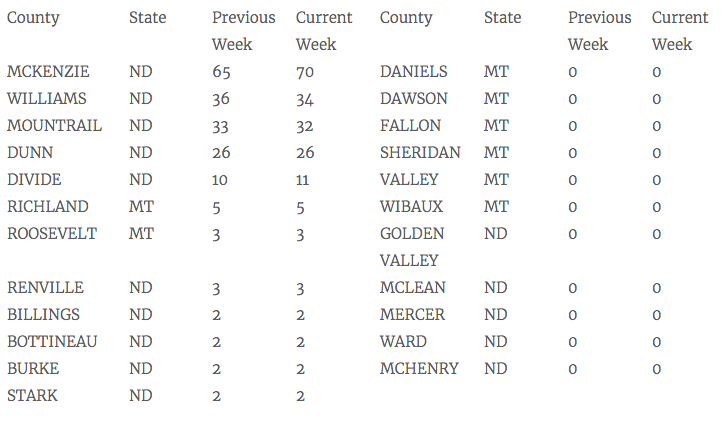 County State Previous Current County State Previous Current
Week Week Week Week
MCKENZIE ND 65 70 DANIELS MT 0 0
WILLIAMS ND 36 34 DAWSON MT 0 0
MOUNTRAIL ND 33 32 FALLON MT 0 0
DUNN ND 26 26 SHERIDAN MT 0 0
DIVIDE ND 10 11 VALLEY MT 0 0
RICHLAND MT 5 5 WIBAUX MT 0 0
ROOSEVELT MT 3 3 GOLDEN ND 0 0
VALLEY
RENVILLE ND 3 3 MCLEAN ND 0 0
BILLINGS ND 2 2 MERCER ND 0 0
BOTTINEAU ND 2 2 WARD ND 0 0
BURKE ND 2 2 MCHENRY ND 0 0
STARK ND 2 2